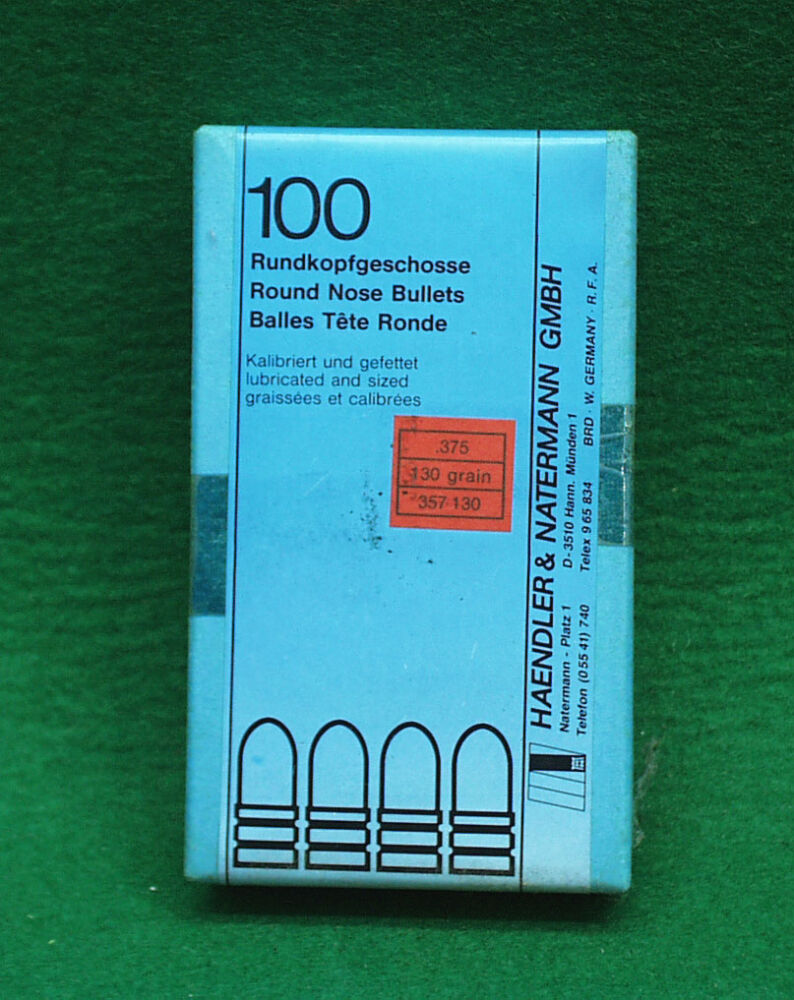 100
Rundkopfgeschosse
Round Nose Bullets
Balles Tête Ronde
Kalibriert und gefettet
lubricated and sized
graissées et calibrées
.375
130 grain
357 130
HAENDLER & NATERMANN GMBH
Natermann - Platz 1 D-3510 Hann. Münden 1
Telefon (0 55 41) 740 Telex 9 65 834 BRD · W. GERMANY · R.F.A.